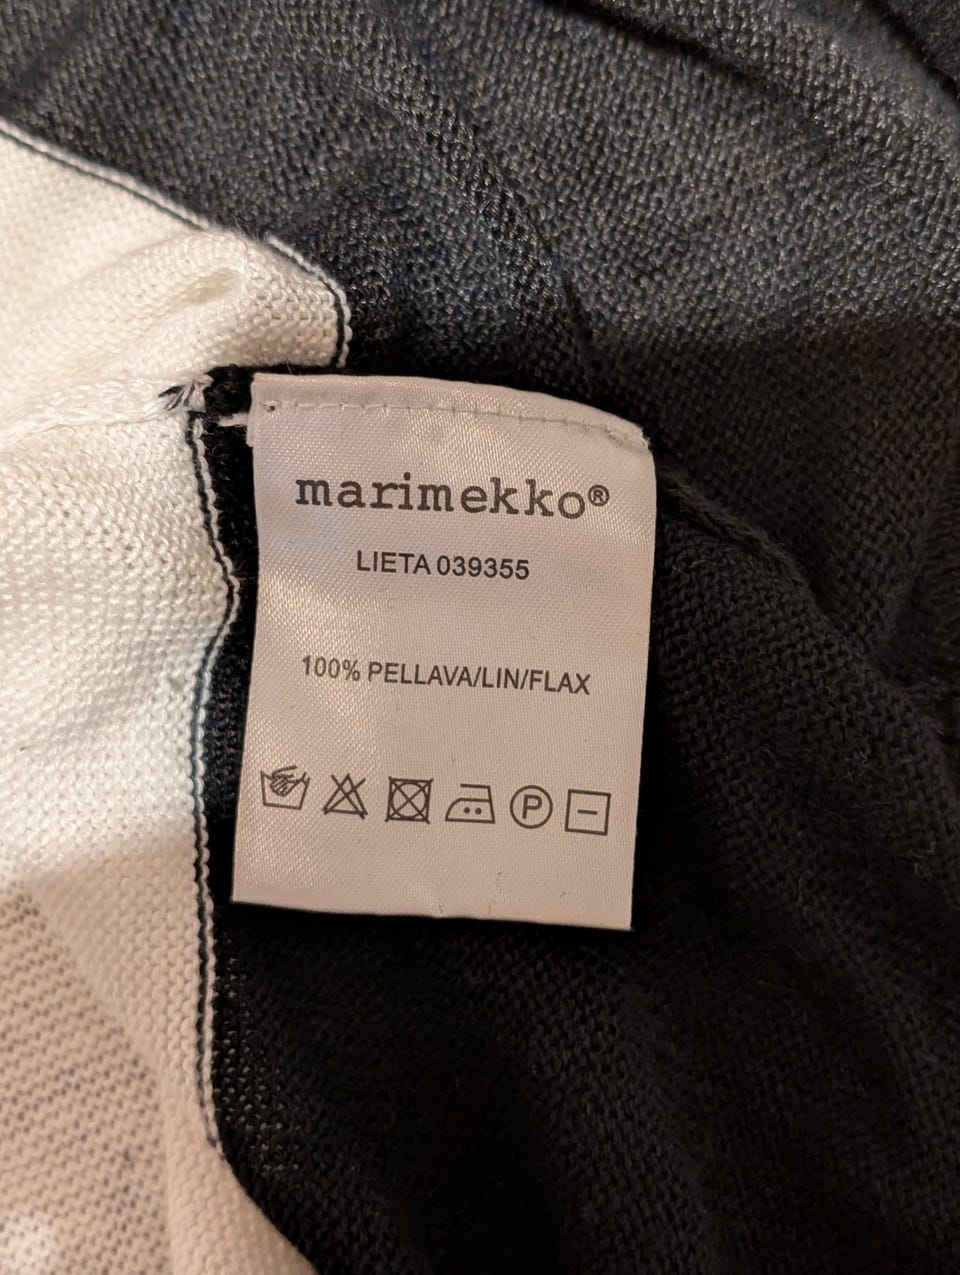 marimekko®
LIETA 039355
100% PELLAVA/LIN/FLAX
P